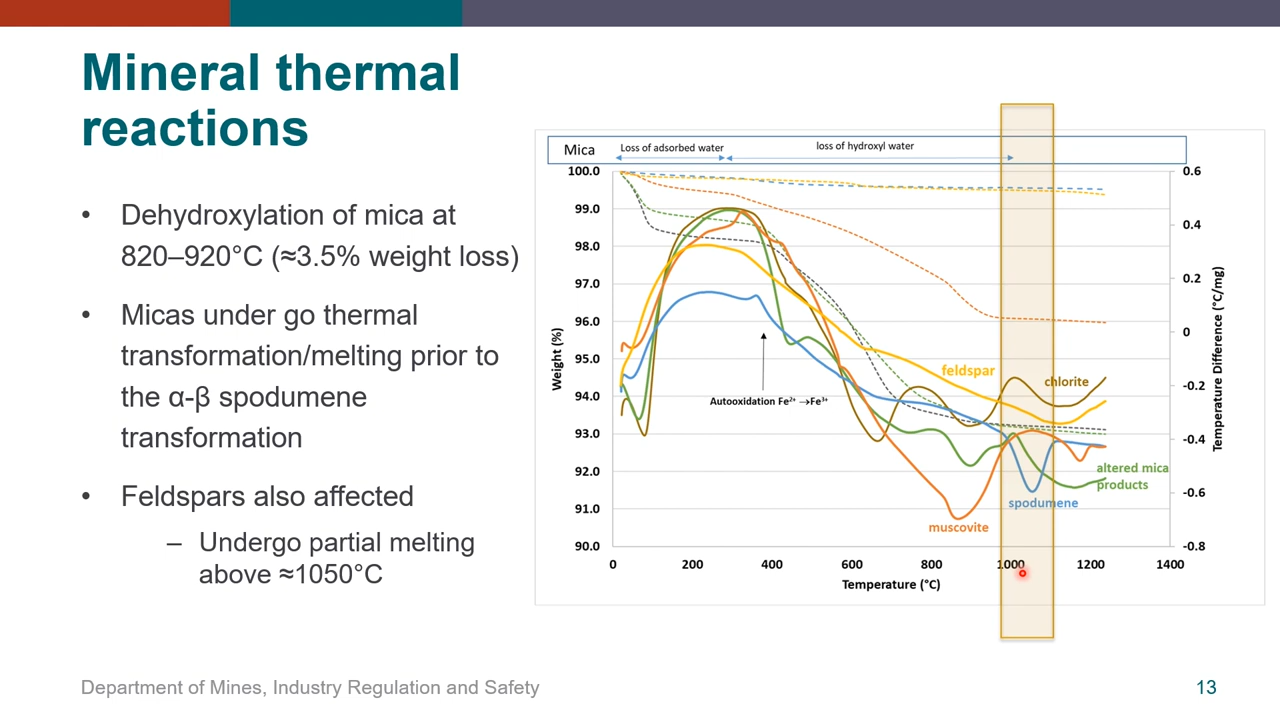 Mineral thermal
reactions
• Dehydroxylation of mica at
820–920°C (≈3.5% weight loss)
• Micas under go thermal
transformation/melting prior to
the α-β spodumene
transformation
• Feldspars also affected
– Undergo partial melting
above ≈1050°C
Mica
Loss of adsorbed water
loss of hydroxyl water
100.0
99.0
98.0
97.0
96.0
95.0
94.0
93.0
92.0
91.0
90.0
Weight (%)
0.6
0.4
0.2
0
-0.2
-0.4
-0.6
-0.8
Temperature Difference (°C/mg)
feldspar
chlorite
Autooxidation Fe²⁺ →Fe³⁺
altered mica
products
spodumene
muscovite
0 200 400 600 800 1000 1200 1400
Temperature (°C)
Department of Mines, Industry Regulation and Safety
13